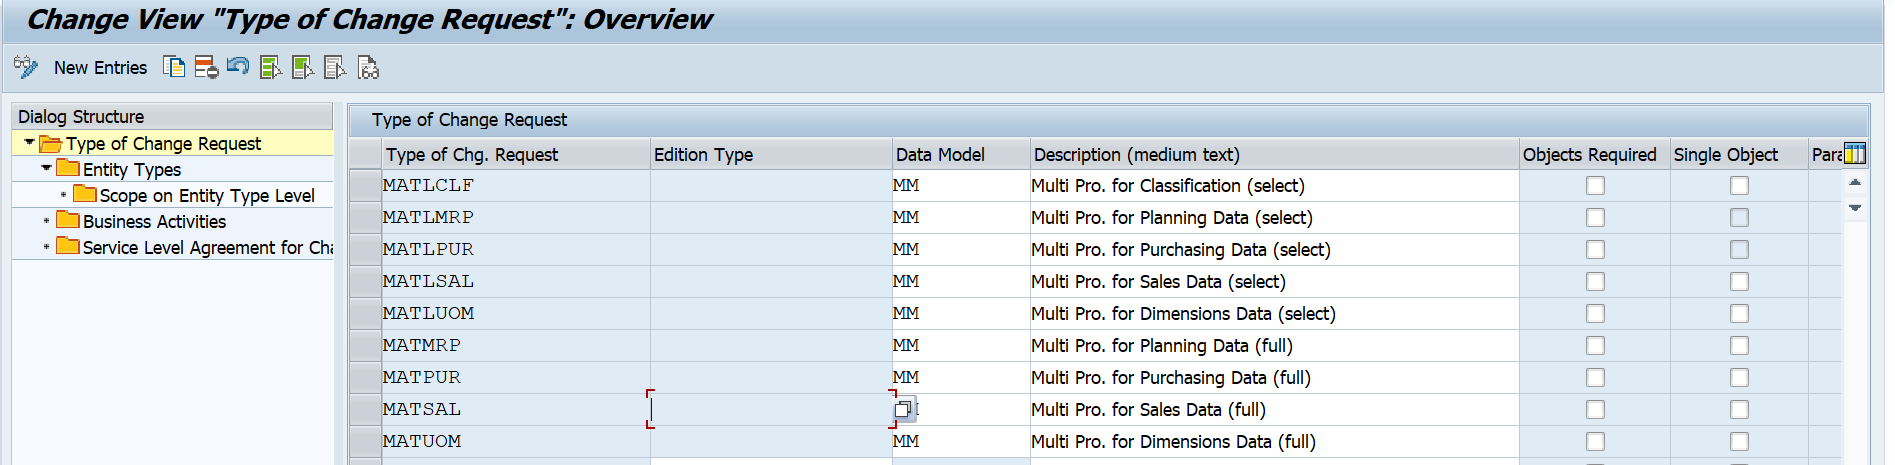 Change View "Type of Change Request": Overview
New Entries
Dialog Structure
Type of Change Request
Entity Types
Scope on Entity Type Level
Business Activities
Service Level Agreement for Cha
Type of Change Request
Type of Chg. Request Edition Type Data Model Description (medium text) Objects Required Single Object Para
MATLCLF MM Multi Pro. for Classification (select)
MATLMRP MM Multi Pro. for Planning Data (select)
MATLPUR MM Multi Pro. for Purchasing Data (select)
MATLSAL MM Multi Pro. for Sales Data (select)
MATLUOM MM Multi Pro. for Dimensions Data (select)
MATMRP MM Multi Pro. for Planning Data (full)
MATPUR MM Multi Pro. for Purchasing Data (full)
MATSAL Multi Pro. for Sales Data (full)
MATUOM MM Multi Pro. for Dimensions Data (full)